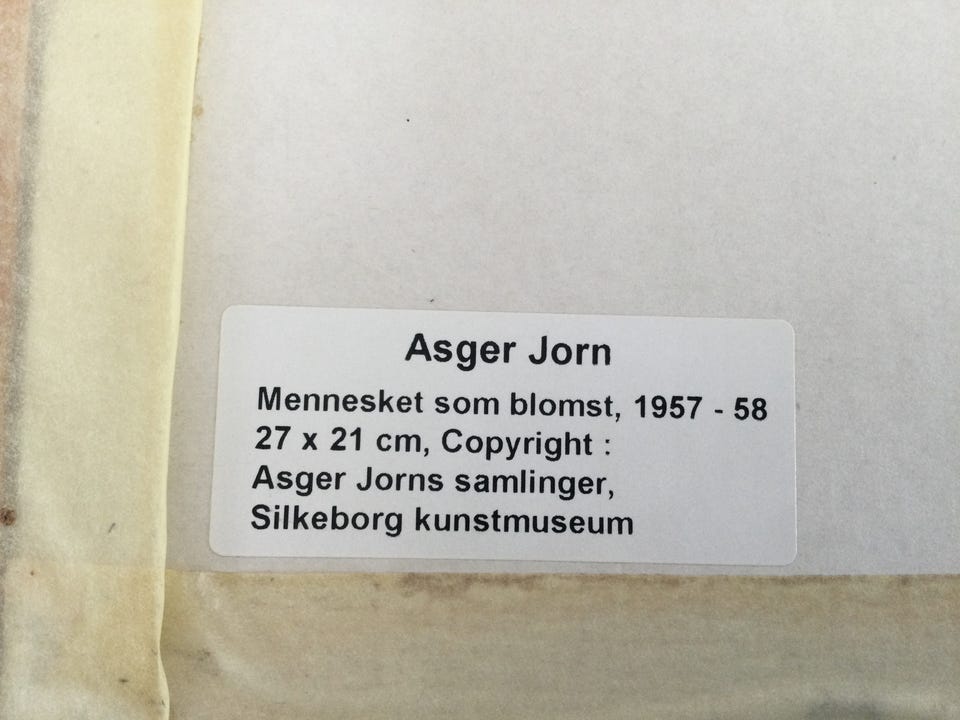 Asger Jorn
Mennesket som blomst, 1957 - 58
27 x 21 cm, Copyright :
Asger Jorns samlinger,
Silkeborg kunstmuseum